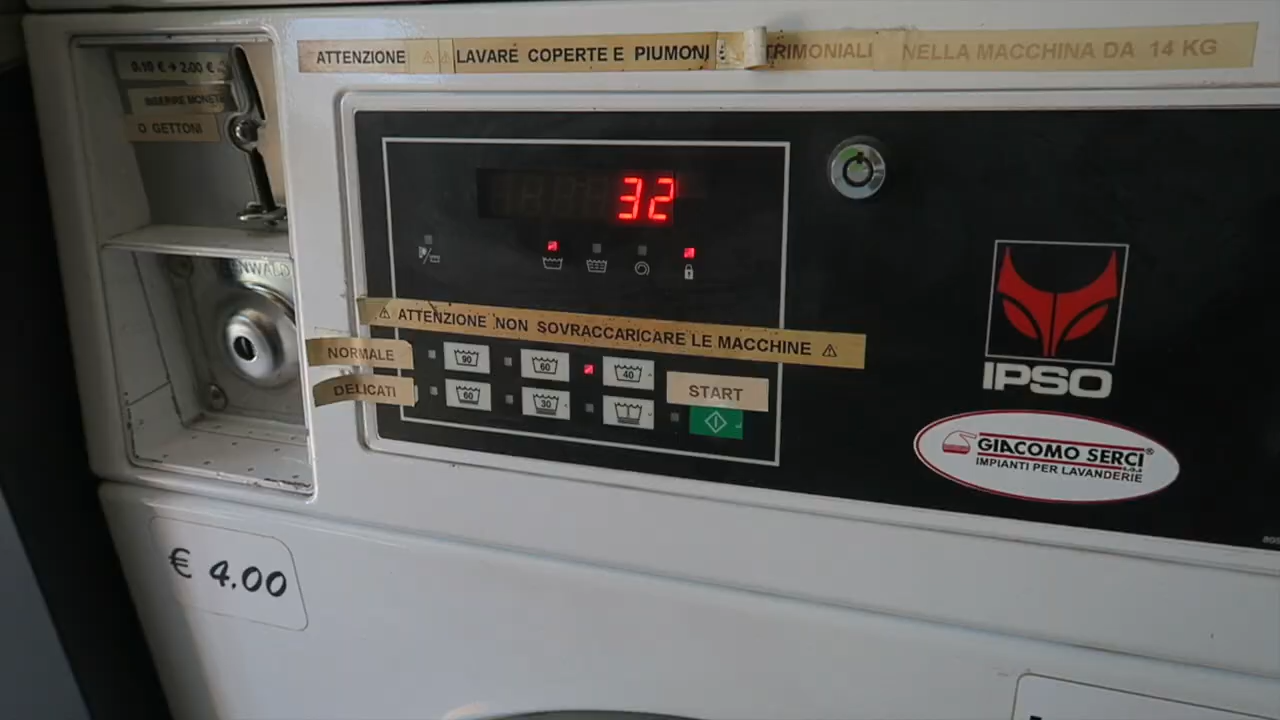 ATTENZIONE ⚠ ⚠ LAVARE COPERTE E PIUMONI TRIMONIALI NELLA MACCHINA DA 14 KG
0.10 € → 2.00 €
INSERIRE MONETE
O GETTONI
32
⚠ ATTENZIONE NON SOVRACCARICARE LE MACCHINE ⚠
NORMALE
90
60
40
DELICATI
60
30
START
IPSO
GIACOMO SERCI
IMPIANTI PER LAVANDERIE
€ 4.00